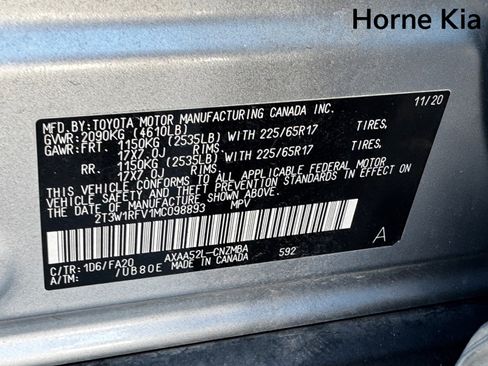 Horne Kia
MFD.BY:TOYOTA MOTOR MANUFACTURING CANADA INC. 11/20
GVWR:2090KG (4610LB)
GAWR:FRT. 1150KG (2535LB) WITH 225/65R17 TIRES,
17X7.0J RIMS,
RR. 1150KG (2535LB) WITH 225/65R17 TIRES,
17X7.0J RIMS,
THIS VEHICLE CONFORMS TO ALL APPLICABLE FEDERAL MOTOR
VEHICLE SAFETY AND THEFT PREVENTION STANDARDS IN
EFFECT ON THE DATE OF MANUFACTURE SHOWN ABOVE.
2T3W1RFV1MC098893 MPV
C/TR:1D6/FA20 AXAA52L-CNZMBA 592 A
A/TM: /UB80E MADE IN CANADA